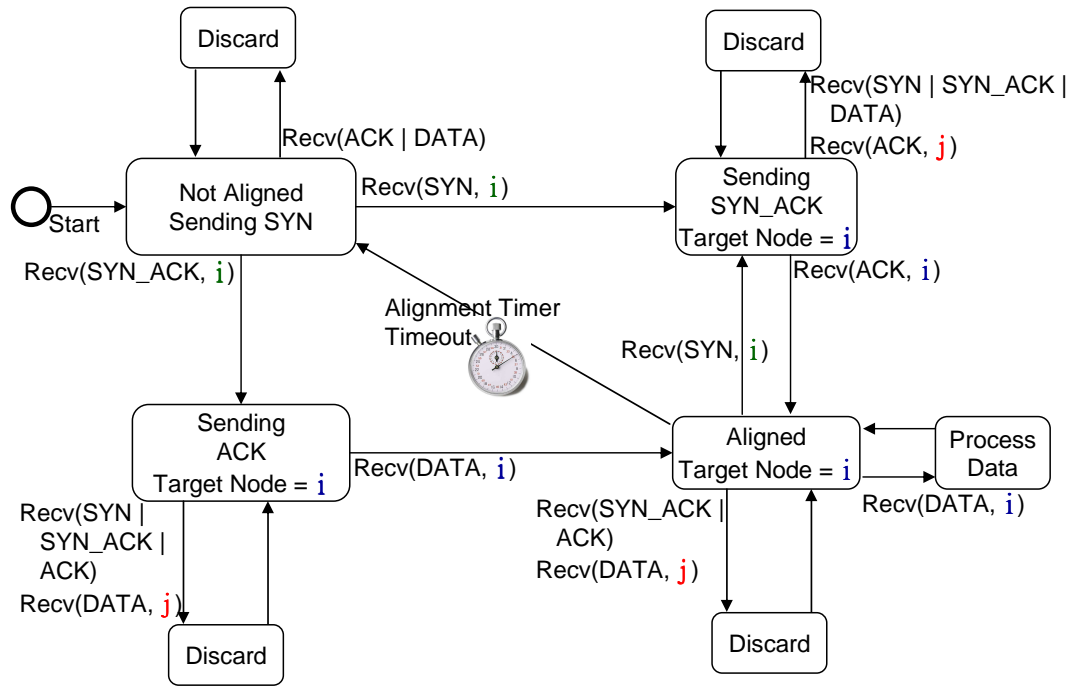 Discard
Discard
Recv(SYN | SYN_ACK |
DATA)
Recv(ACK | DATA)
Recv(ACK, j)
Not Aligned
Sending SYN
Recv(SYN, i)
Sending
SYN_ACK
Target Node = i
Start
Recv(SYN_ACK, i)
Recv(ACK, i)
Alignment Timer
Timeout
Recv(SYN, i)
Sending
ACK
Target Node = i
Recv(DATA, i)
Aligned
Target Node = i
Process
Data
Recv(DATA, i)
Recv(SYN |
SYN_ACK |
ACK)
Recv(DATA, j)
Recv(SYN_ACK |
ACK)
Recv(DATA, j)
Discard
Discard